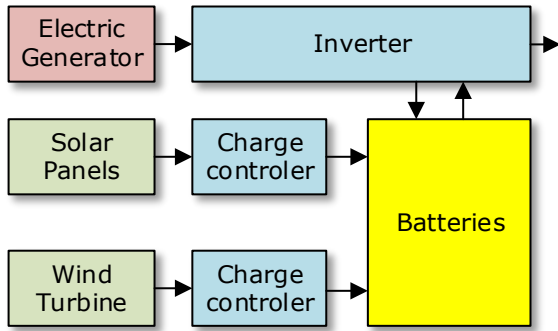 Electric
Generator
Inverter
Solar
Panels
Charge
controler
Batteries
Wind
Turbine
Charge
controler